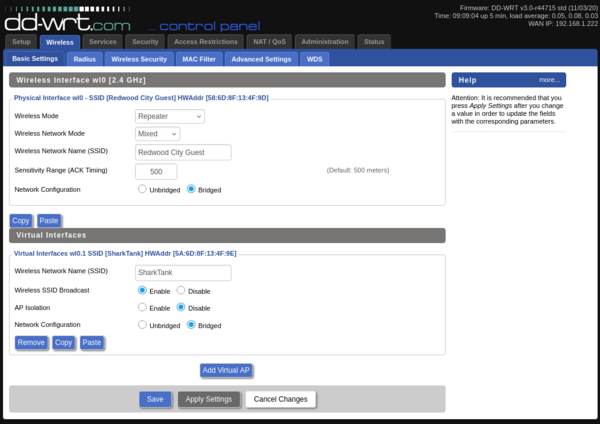 dd-wrt.com ... control panel
Firmware: DD-WRT v3.0-r44715 std (11/03/20)
Time: 09:09:04 up 5 min, load average: 0.05, 0.08, 0.03
WAN IP: 192.168.1.222
Setup Wireless Services Security Access Restrictions NAT / QoS Administration Status
Basic Settings Radius Wireless Security MAC Filter Advanced Settings WDS
Wireless Interface wl0 [2.4 GHz]
Physical Interface wl0 - SSID [Redwood City Guest] HWAddr [58:6D:8F:13:4F:9D]
Wireless Mode Repeater
Wireless Network Mode Mixed
Wireless Network Name (SSID) Redwood City Guest
Sensitivity Range (ACK Timing) 500 (Default: 500 meters)
Network Configuration Unbridged Bridged
Copy Paste
Virtual Interfaces
Virtual Interfaces wl0.1 SSID [SharkTank] HWAddr [5A:6D:8F:13:4F:9E]
Wireless Network Name (SSID) SharkTank
Wireless SSID Broadcast Enable Disable
AP Isolation Enable Disable
Network Configuration Unbridged Bridged
Remove Copy Paste
Add Virtual AP
Save Apply Settings Cancel Changes
Help more...
Attention: It is recommended that you
press Apply Settings after you change
a value in order to update the fields
with the corresponding parameters.